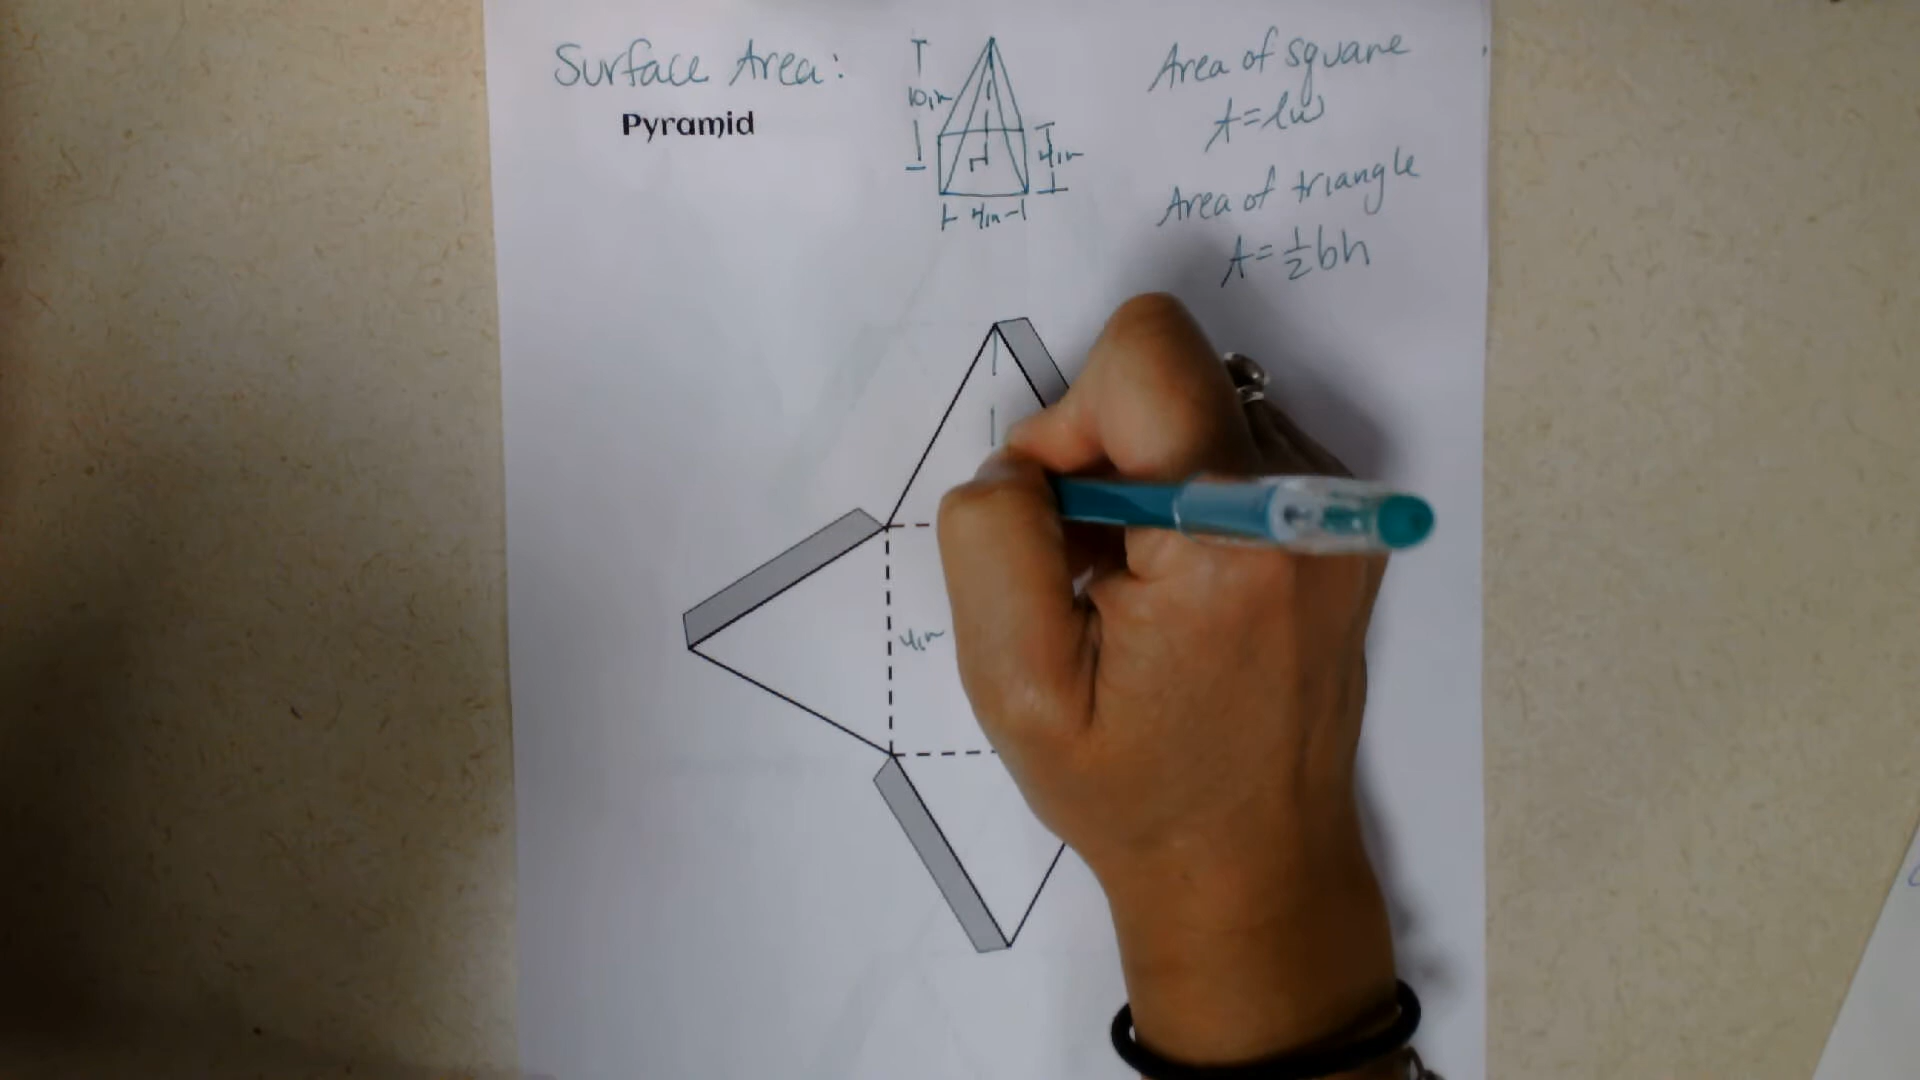 Surface Area:
Pyramid
10in
4in
4in
Area of square
A=lw
Area of triangle
A=1/2bh
4in